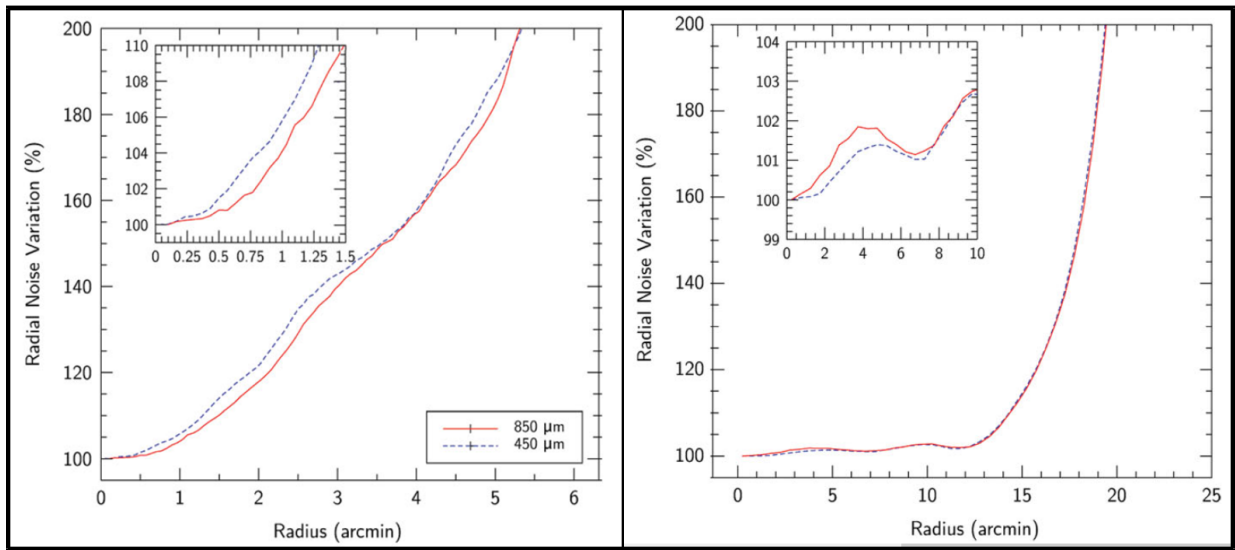 200
180
160
140
120
100
Radial Noise Variation (%)
110
108
106
104
102
100
0 0.25 0.5 0.75 1 1.25 1.5
850 μm
450 μm
0 1 2 3 4 5 6
Radius (arcmin)
200
180
160
140
120
100
Radial Noise Variation (%)
104
103
102
101
100
99
0 2 4 6 8 10
0 5 10 15 20 25
Radius (arcmin)